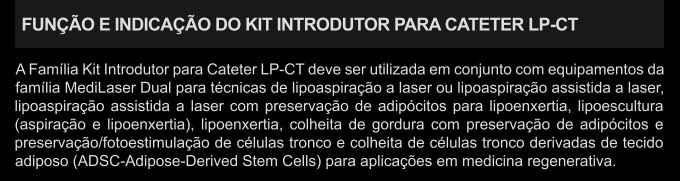 FUNÇÃO E INDICAÇÃO DO KIT INTRODUTOR PARA CATETER LP-CT
A Família Kit Introdutor para Cateter LP-CT deve ser utilizada em conjunto com equipamentos da
família MediLaser Dual para técnicas de lipoaspiração a laser ou lipoaspiração assistida a laser,
lipoaspiração assistida a laser com preservação de adipócitos para lipoenxertia, lipoescultura
(aspiração e lipoenxertia), lipoenxertia, colheita de gordura com preservação de adipócitos e
preservação/fotoestimulação de células tronco e colheita de células tronco derivadas de tecido
adiposo (ADSC-Adipose-Derived Stem Cells) para aplicações em medicina regenerativa.